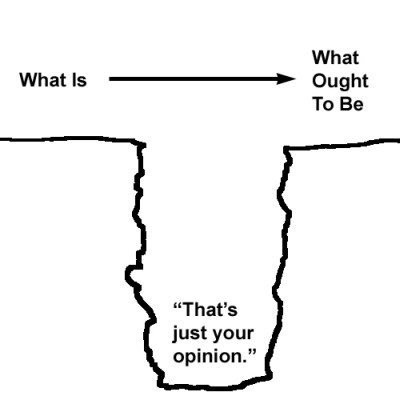 What Is
What
Ought
To Be
“That’s
just your
opinion.”